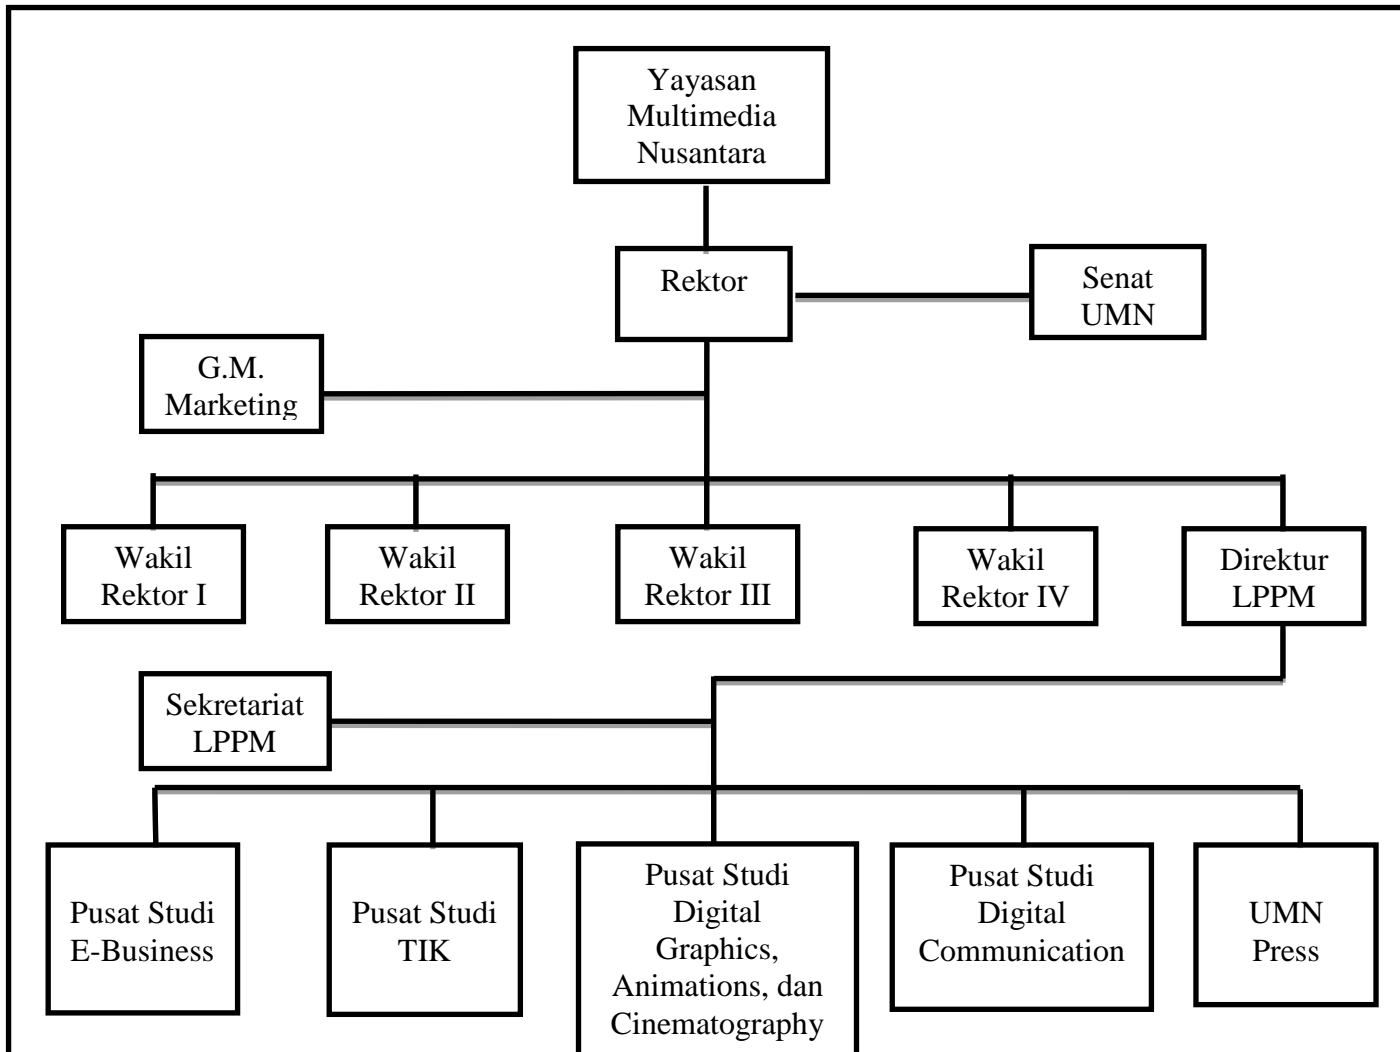 Yayasan
Multimedia
Nusantara
Rektor
Senat
UMN
G.M.
Marketing
Wakil
Rektor I
Wakil
Rektor II
Wakil
Rektor III
Wakil
Rektor IV
Direktur
LPPM
Sekretariat
LPPM
Pusat Studi
E-Business
Pusat Studi
TIK
Pusat Studi
Digital
Graphics,
Animations, dan
Cinematography
Pusat Studi
Digital
Communication
UMN
Press